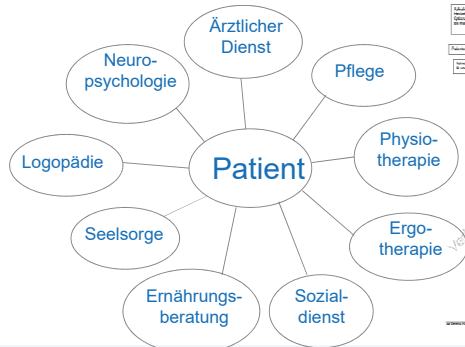 Ärztlicher
Dienst
Neuro-
psychologie
Pflege
Physio-
therapie
Logopädie
Patient
Seelsorge
Ergo-
therapie
Ernährungs-
beratung
Sozial-
dienst